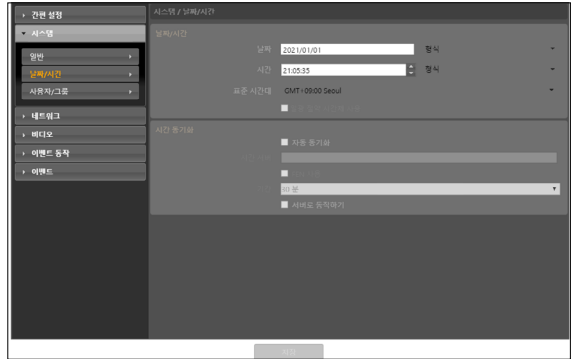 간편 설정
시스템
일반
날짜/시간
사용자/그룹
네트워크
비디오
이벤트 동작
이벤트
시스템 / 날짜/시간
날짜/시간
날짜 2021/01/01 형식
시간 21:05:35 형식
표준 시간대 GMT+09:00 Seoul
시간 동기화
자동 동기화
서버로 동작하기